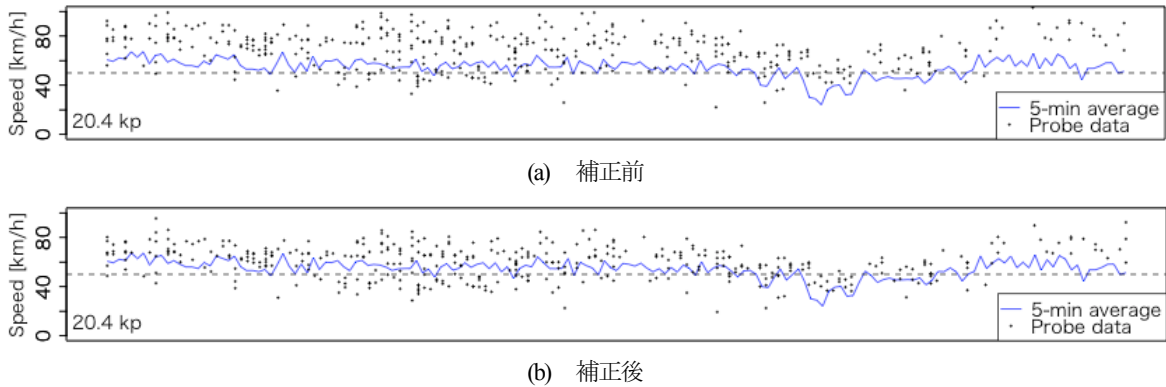 Speed [km/h]
80
40
0
20.4 kp
5-min average
Probe data
(a) 補正前
Speed [km/h]
80
40
0
20.4 kp
5-min average
Probe data
(b) 補正後